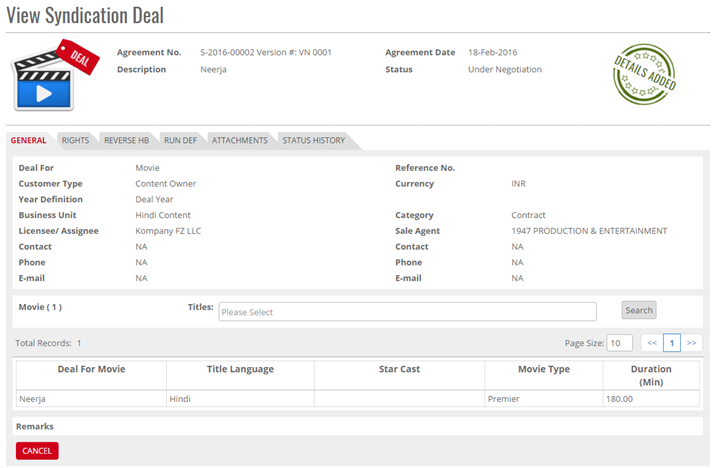 View Syndication Deal
DEAL
Agreement No. S-2016-00002 Version #: VN 0001 Agreement Date 18-Feb-2016
Description Neerja Status Under Negotiation
DETAILS ADDED
GENERAL RIGHTS REVERSE HB RUN DEF ATTACHMENTS STATUS HISTORY
Deal For Movie Reference No.
Customer Type Content Owner Currency INR
Year Definition Deal Year
Business Unit Hindi Content Category Contract
Licensee/ Assignee Kompany FZ LLC Sale Agent 1947 PRODUCTION & ENTERTAINMENT
Contact NA Contact NA
Phone NA Phone NA
E-mail NA E-mail NA
Movie ( 1 ) Titles: Please Select Search
Total Records: 1 Page Size: 10 << 1 >>
Deal For Movie Title Language Star Cast Movie Type Duration
(Min)
Neerja Hindi Premier 180.00
Remarks
CANCEL